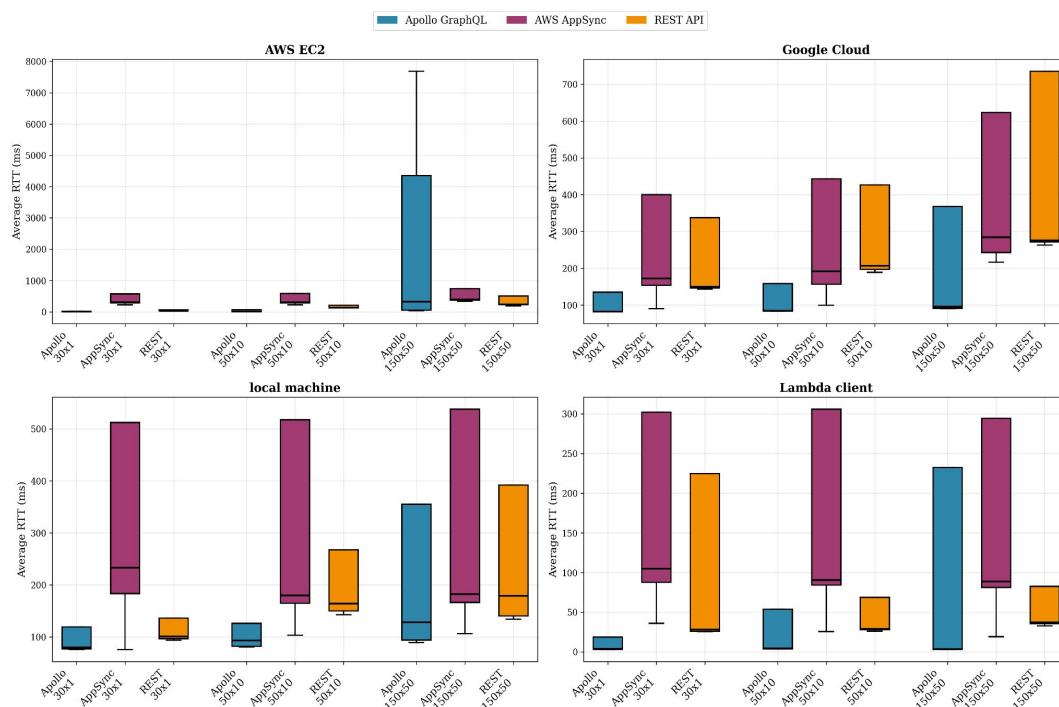 Apollo GraphQL AWS AppSync REST API
AWS EC2
Average RTT (ms)
8000
7000
6000
5000
4000
3000
2000
1000
0
Apollo 30x1
AppSync 30x1
REST 30x1
Apollo 50x10
AppSync 50x10
REST 50x10
Apollo 150x50
AppSync 150x50
REST 150x50
Google Cloud
Average RTT (ms)
700
600
500
400
300
200
100
Apollo 30x1
AppSync 30x1
REST 30x1
Apollo 50x10
AppSync 50x10
REST 50x10
Apollo 150x50
AppSync 150x50
REST 150x50
local machine
Average RTT (ms)
500
400
300
200
100
Apollo 30x1
AppSync 30x1
REST 30x1
Apollo 50x10
AppSync 50x10
REST 50x10
Apollo 150x50
AppSync 150x50
REST 150x50
Lambda client
Average RTT (ms)
300
250
200
150
100
50
0
Apollo 30x1
AppSync 30x1
REST 30x1
Apollo 50x10
AppSync 50x10
REST 50x10
Apollo 150x50
AppSync 150x50
REST 150x50